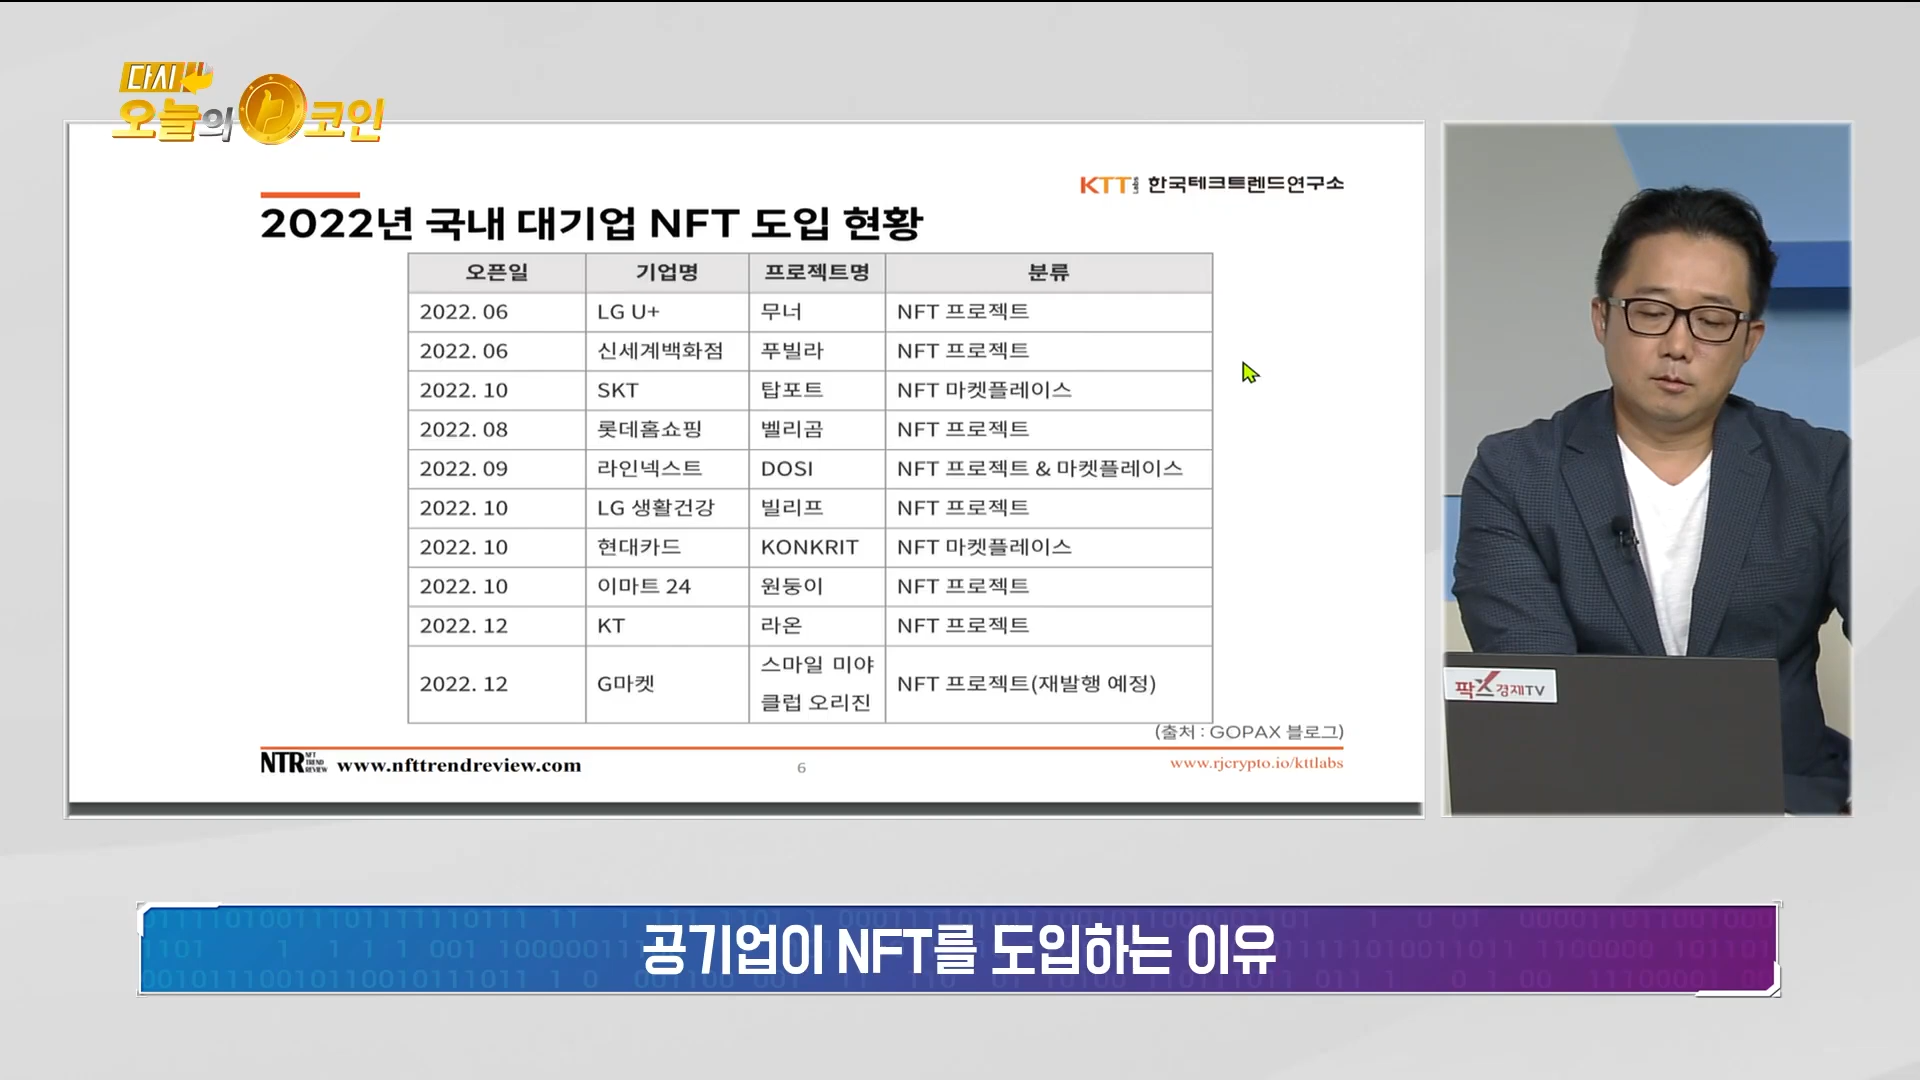 다시
오늘의 코인
KTT Labs 한국테크트렌드연구소
2022년 국내 대기업 NFT 도입 현황
오픈일 기업명 프로젝트명 분류
2022. 06 LG U+ 무너 NFT 프로젝트
2022. 06 신세계백화점 푸빌라 NFT 프로젝트
2022. 10 SKT 탑포트 NFT 마켓플레이스
2022. 08 롯데홈쇼핑 벨리곰 NFT 프로젝트
2022. 09 라인넥스트 DOSI NFT 프로젝트 & 마켓플레이스
2022. 10 LG 생활건강 빌리프 NFT 프로젝트
2022. 10 현대카드 KONKRIT NFT 마켓플레이스
2022. 10 이마트 24 원둥이 NFT 프로젝트
2022. 12 KT 라온 NFT 프로젝트
2022. 12 G마켓 스마일 미야
클럽 오리진 NFT 프로젝트(재발행 예정)
(출처 : GOPAX 블로그)
NTR NFT TREND REVIEW www.nfttrendreview.com 6 www.rjcrypto.io/kttlabs
팍스경제TV
공기업이 NFT를 도입하는 이유